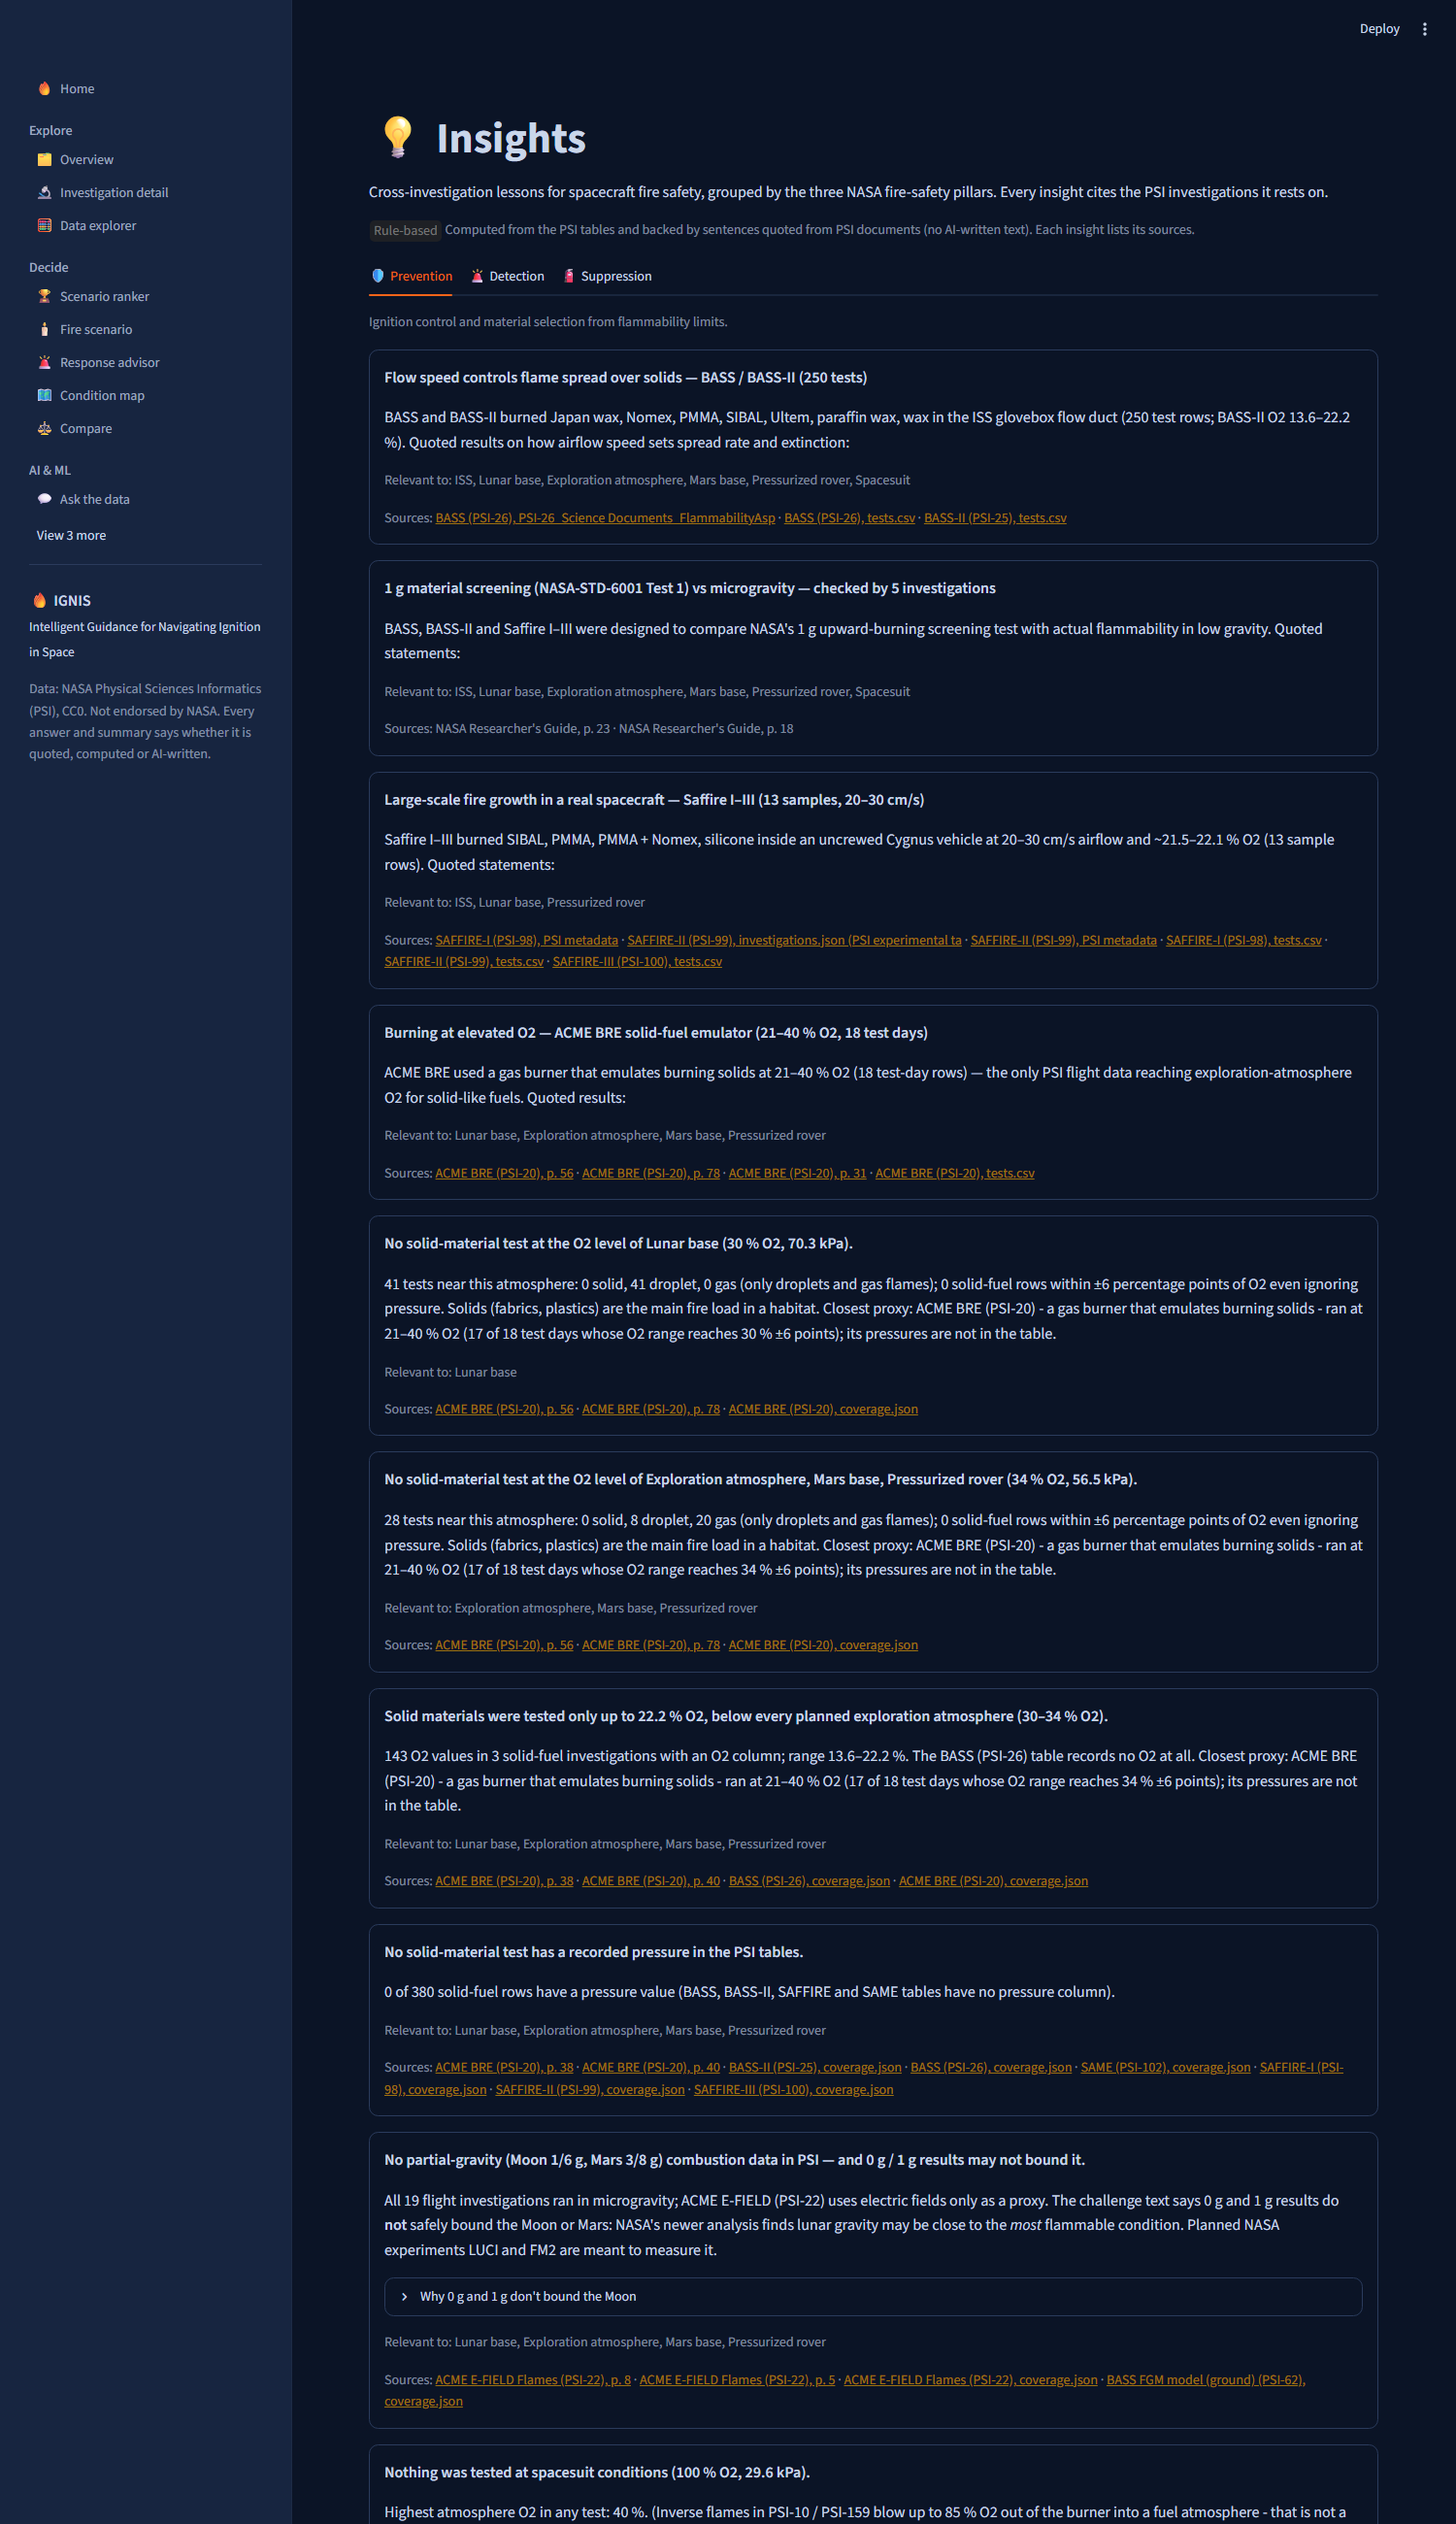 Deploy
Home
Explore
Overview
Investigation detail
Data explorer
Decide
Scenario ranker
Fire scenario
Response advisor
Condition map
Compare
AI & ML
Ask the data
View 3 more
IGNIS
Intelligent Guidance for Navigating Ignition
in Space
Data: NASA Physical Sciences Informatics
(PSI), CC0. Not endorsed by NASA. Every
answer and summary says whether it is
quoted, computed or AI-written.
Insights
Cross-investigation lessons for spacecraft fire safety, grouped by the three NASA fire-safety pillars. Every insight cites the PSI investigations it rests on.
Rule-based Computed from the PSI tables and backed by sentences quoted from PSI documents (no AI-written text). Each insight lists its sources.
Prevention Detection Suppression
Ignition control and material selection from flammability limits.
Flow speed controls flame spread over solids — BASS / BASS-II (250 tests)
BASS and BASS-II burned Japan wax, Nomex, PMMA, SIBAL, Ultem, paraffin wax, wax in the ISS glovebox flow duct (250 test rows; BASS-II O2 13.6–22.2
%). Quoted results on how airflow speed sets spread rate and extinction:
Relevant to: ISS, Lunar base, Exploration atmosphere, Mars base, Pressurized rover, Spacesuit
Sources: BASS (PSI-26), PSI-26_Science Documents_FlammabilityAsp · BASS (PSI-26), tests.csv · BASS-II (PSI-25), tests.csv
1 g material screening (NASA-STD-6001 Test 1) vs microgravity — checked by 5 investigations
BASS, BASS-II and Saffire I–III were designed to compare NASA's 1 g upward-burning screening test with actual flammability in low gravity. Quoted
statements:
Relevant to: ISS, Lunar base, Exploration atmosphere, Mars base, Pressurized rover, Spacesuit
Sources: NASA Researcher's Guide, p. 23 · NASA Researcher's Guide, p. 18
Large-scale fire growth in a real spacecraft — Saffire I–III (13 samples, 20–30 cm/s)
Saffire I–III burned SIBAL, PMMA, PMMA + Nomex, silicone inside an uncrewed Cygnus vehicle at 20–30 cm/s airflow and ~21.5–22.1 % O2 (13 sample
rows). Quoted statements:
Relevant to: ISS, Lunar base, Pressurized rover
Sources: SAFFIRE-I (PSI-98), PSI metadata · SAFFIRE-II (PSI-99), investigations.json (PSI experimental ta · SAFFIRE-II (PSI-99), PSI metadata · SAFFIRE-I (PSI-98), tests.csv ·
SAFFIRE-II (PSI-99), tests.csv · SAFFIRE-III (PSI-100), tests.csv
Burning at elevated O2 — ACME BRE solid-fuel emulator (21–40 % O2, 18 test days)
ACME BRE used a gas burner that emulates burning solids at 21–40 % O2 (18 test-day rows) — the only PSI flight data reaching exploration-atmosphere
O2 for solid-like fuels. Quoted results:
Relevant to: Lunar base, Exploration atmosphere, Mars base, Pressurized rover
Sources: ACME BRE (PSI-20), p. 56 · ACME BRE (PSI-20), p. 78 · ACME BRE (PSI-20), p. 31 · ACME BRE (PSI-20), tests.csv
No solid-material test at the O2 level of Lunar base (30 % O2, 70.3 kPa).
41 tests near this atmosphere: 0 solid, 41 droplet, 0 gas (only droplets and gas flames); 0 solid-fuel rows within ±6 percentage points of O2 even ignoring
pressure. Solids (fabrics, plastics) are the main fire load in a habitat. Closest proxy: ACME BRE (PSI-20) - a gas burner that emulates burning solids - ran at
21–40 % O2 (17 of 18 test days whose O2 range reaches 30 % ±6 points); its pressures are not in the table.
Relevant to: Lunar base
Sources: ACME BRE (PSI-20), p. 56 · ACME BRE (PSI-20), p. 78 · ACME BRE (PSI-20), coverage.json
No solid-material test at the O2 level of Exploration atmosphere, Mars base, Pressurized rover (34 % O2, 56.5 kPa).
28 tests near this atmosphere: 0 solid, 8 droplet, 20 gas (only droplets and gas flames); 0 solid-fuel rows within ±6 percentage points of O2 even ignoring
pressure. Solids (fabrics, plastics) are the main fire load in a habitat. Closest proxy: ACME BRE (PSI-20) - a gas burner that emulates burning solids - ran at
21–40 % O2 (17 of 18 test days whose O2 range reaches 34 % ±6 points); its pressures are not in the table.
Relevant to: Exploration atmosphere, Mars base, Pressurized rover
Sources: ACME BRE (PSI-20), p. 56 · ACME BRE (PSI-20), p. 78 · ACME BRE (PSI-20), coverage.json
Solid materials were tested only up to 22.2 % O2, below every planned exploration atmosphere (30–34 % O2).
143 O2 values in 3 solid-fuel investigations with an O2 column; range 13.6–22.2 %. The BASS (PSI-26) table records no O2 at all. Closest proxy: ACME BRE
(PSI-20) - a gas burner that emulates burning solids - ran at 21–40 % O2 (17 of 18 test days whose O2 range reaches 34 % ±6 points); its pressures are not
in the table.
Relevant to: Lunar base, Exploration atmosphere, Mars base, Pressurized rover
Sources: ACME BRE (PSI-20), p. 38 · ACME BRE (PSI-20), p. 40 · BASS (PSI-26), coverage.json · ACME BRE (PSI-20), coverage.json
No solid-material test has a recorded pressure in the PSI tables.
0 of 380 solid-fuel rows have a pressure value (BASS, BASS-II, SAFFIRE and SAME tables have no pressure column).
Relevant to: Lunar base, Exploration atmosphere, Mars base, Pressurized rover
Sources: ACME BRE (PSI-20), p. 38 · ACME BRE (PSI-20), p. 40 · BASS-II (PSI-25), coverage.json · BASS (PSI-26), coverage.json · SAME (PSI-102), coverage.json · SAFFIRE-I (PSI-
98), coverage.json · SAFFIRE-II (PSI-99), coverage.json · SAFFIRE-III (PSI-100), coverage.json
No partial-gravity (Moon 1/6 g, Mars 3/8 g) combustion data in PSI — and 0 g / 1 g results may not bound it.
All 19 flight investigations ran in microgravity; ACME E-FIELD (PSI-22) uses electric fields only as a proxy. The challenge text says 0 g and 1 g results do
not safely bound the Moon or Mars: NASA's newer analysis finds lunar gravity may be close to the most flammable condition. Planned NASA
experiments LUCI and FM2 are meant to measure it.
Why 0 g and 1 g don't bound the Moon
Relevant to: Lunar base, Exploration atmosphere, Mars base, Pressurized rover
Sources: ACME E-FIELD Flames (PSI-22), p. 8 · ACME E-FIELD Flames (PSI-22), p. 5 · ACME E-FIELD Flames (PSI-22), coverage.json · BASS FGM model (ground) (PSI-62),
coverage.json
Nothing was tested at spacesuit conditions (100 % O2, 29.6 kPa).
Highest atmosphere O2 in any test: 40 %. (Inverse flames in PSI-10 / PSI-159 blow up to 85 % O2 out of the burner into a fuel atmosphere - that is not a